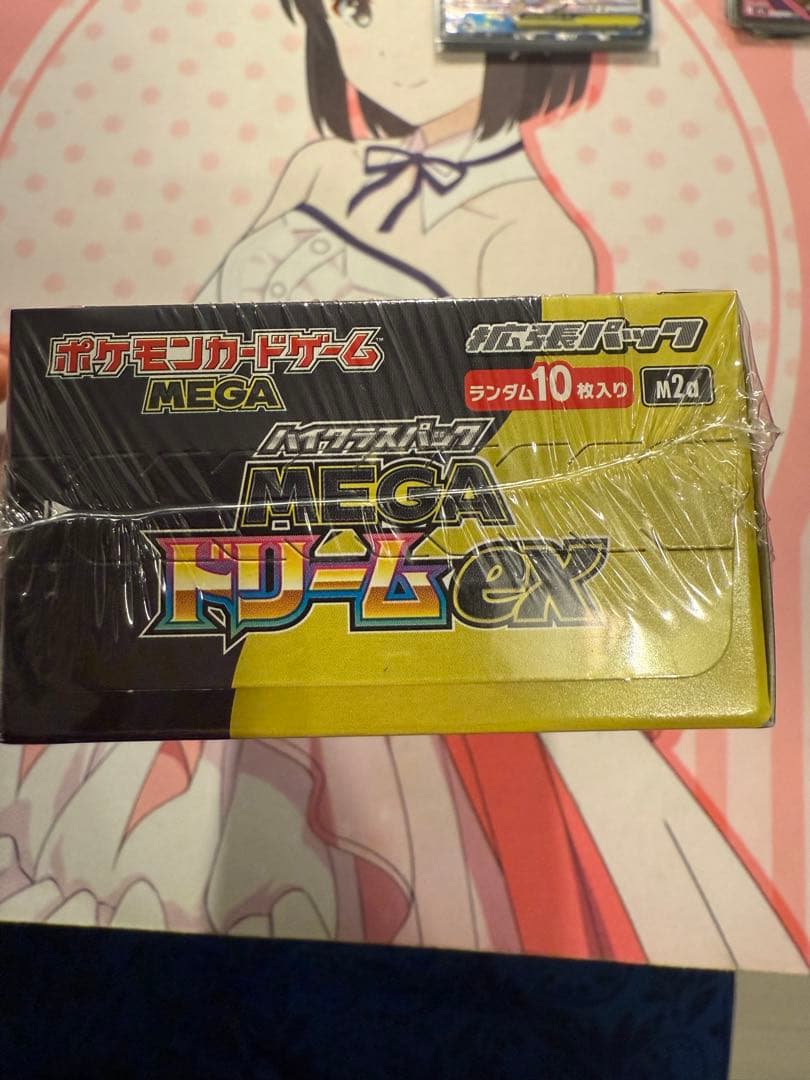 ポケモンカードゲーム
MEGA
拡張パック
ランダム10枚入り
M2a
ハイクラスパック
MEGA
ドリームex